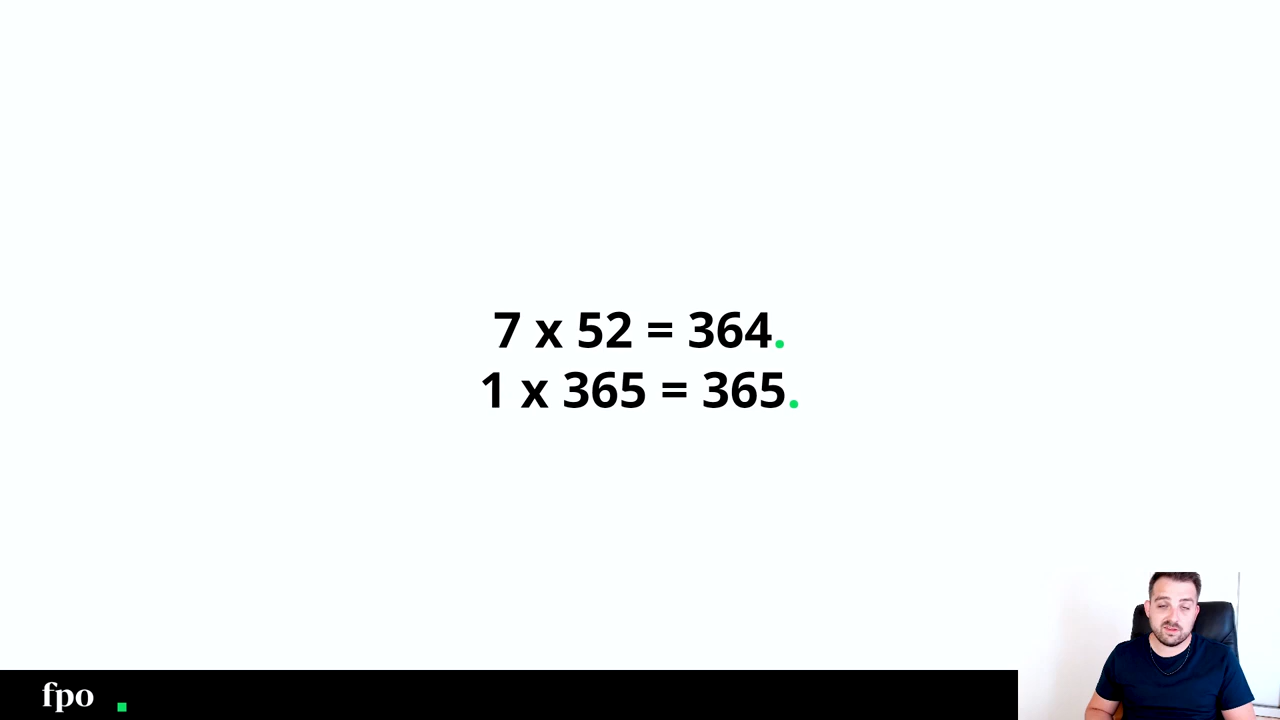 7 x 52 = 364.
1 x 365 = 365.
fpo